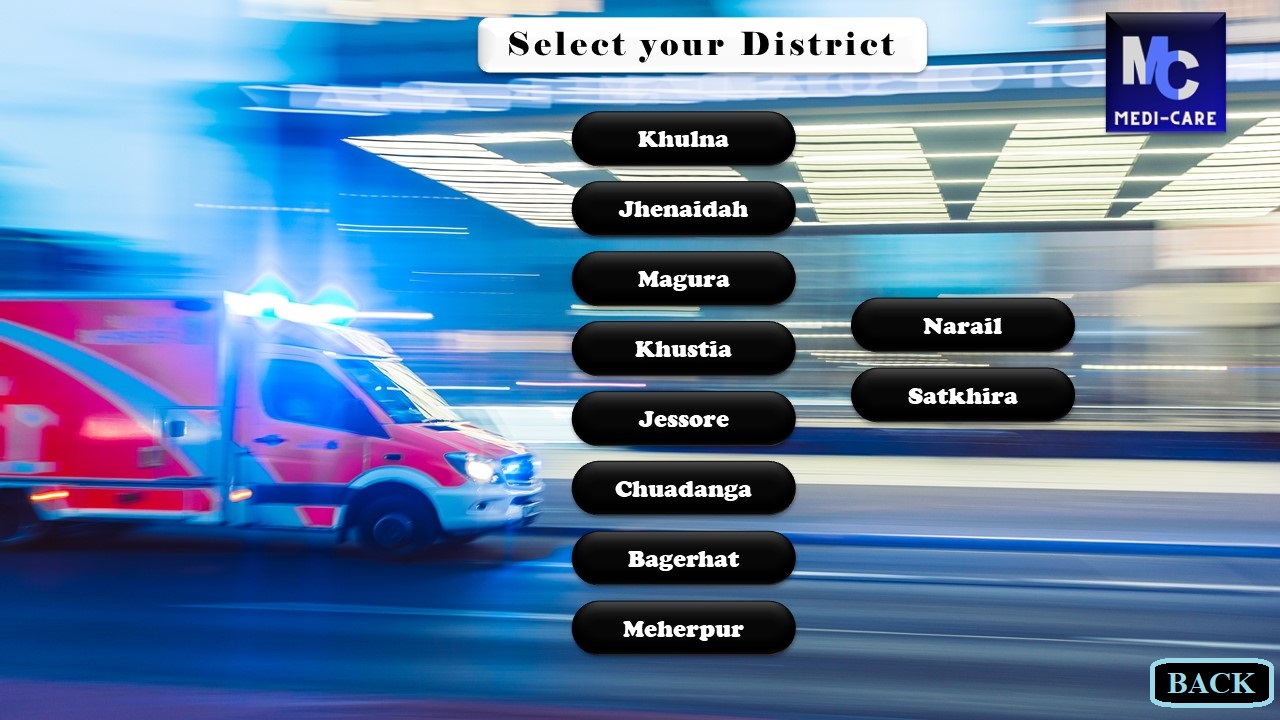 Select your District
MC
MEDI-CARE
Khulna
Jhenaidah
Magura
Khustia
Jessore
Chuadanga
Bagerhat
Meherpur
Narail
Satkhira
BACK